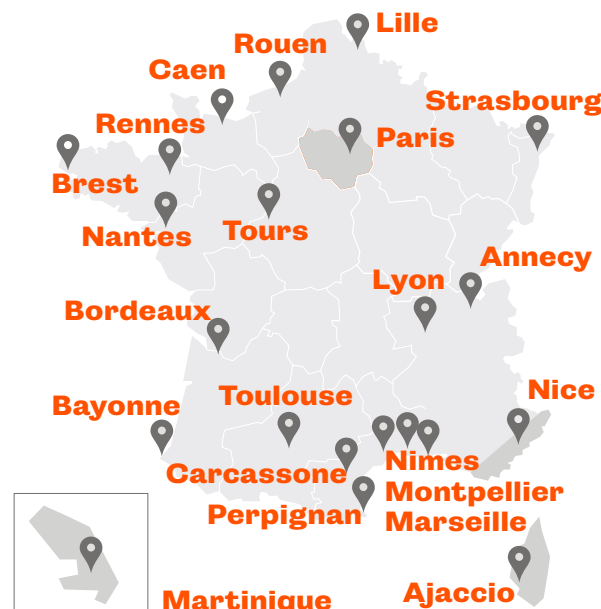 Lille
Rouen
Caen
Strasbourg
Rennes
Paris
Brest
Nantes
Tours
Annecy
Lyon
Bordeaux
Nice
Toulouse
Bayonne
Nimes
Carcassone
Montpellier
Perpignan
Marseille
Ajaccio
Martinique